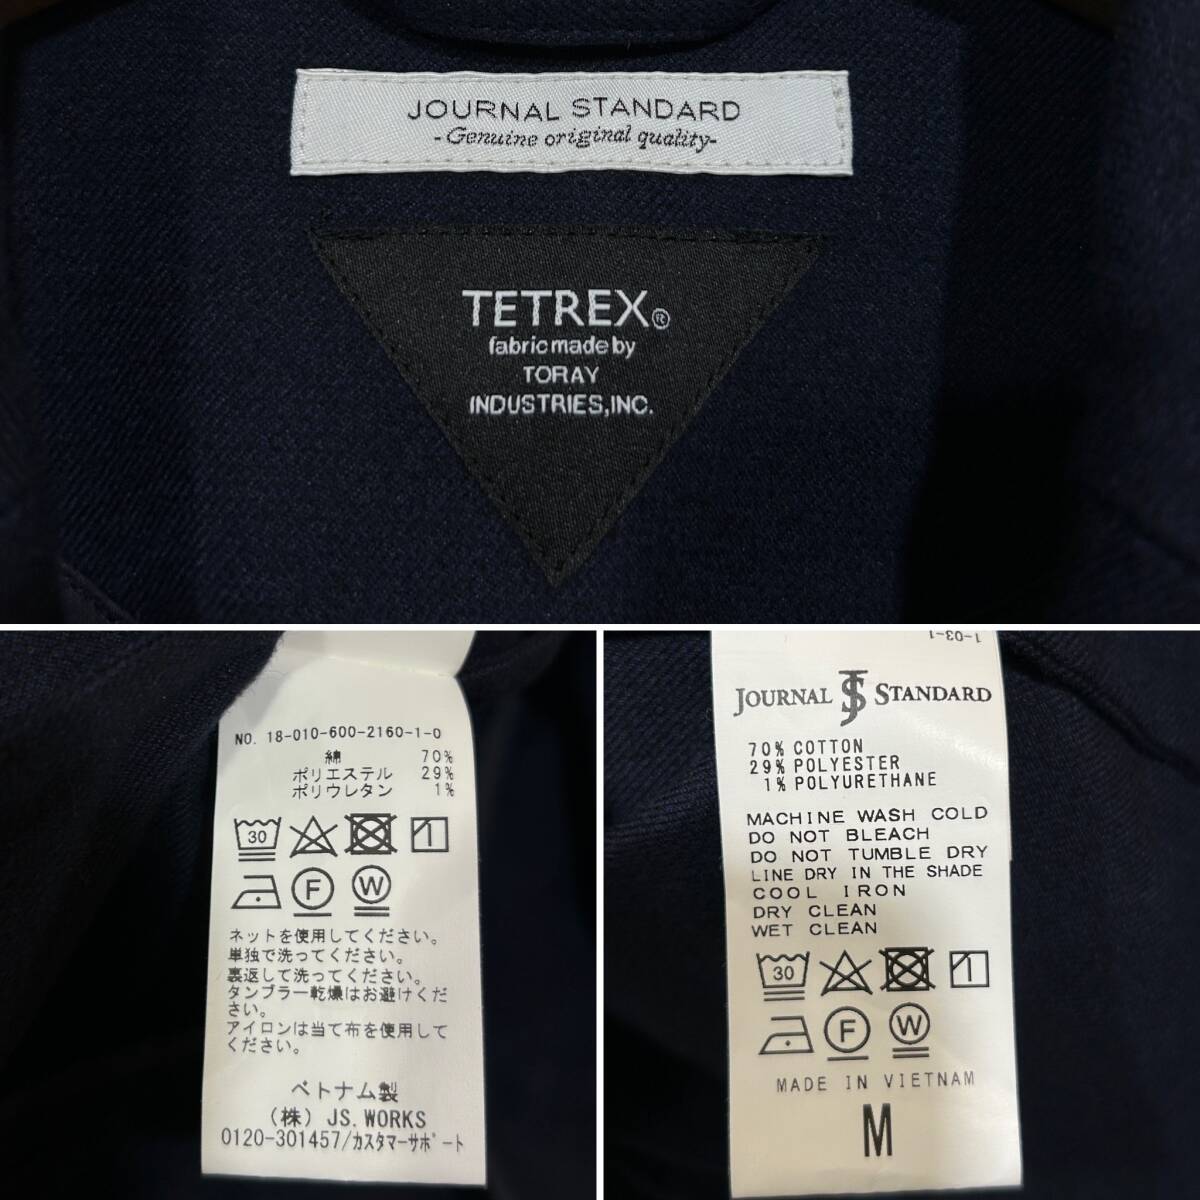 JOURNAL STANDARD
-Genuine original quality-
TETREX®
fabric made by
TORAY
INDUSTRIES,INC.
NO. 18-010-600-2160-1-0
綿 70%
ポリエステル 29%
ポリウレタン 1%
30
F W
ネットを使用してください。
単独で洗ってください。
裏返して洗ってください。
タンブラー乾燥はお避けくだ
さい。
アイロンは当て布を使用して
ください。
ベトナム製
(株) JS.WORKS
0120-301457/カスタマーサポート
1-03-1
JOURNAL JS STANDARD
70% COTTON
29% POLYESTER
1% POLYURETHANE
MACHINE WASH COLD
DO NOT BLEACH
DO NOT TUMBLE DRY
LINE DRY IN THE SHADE
COOL IRON
DRY CLEAN
WET CLEAN
30
F W
MADE IN VIETNAM
M